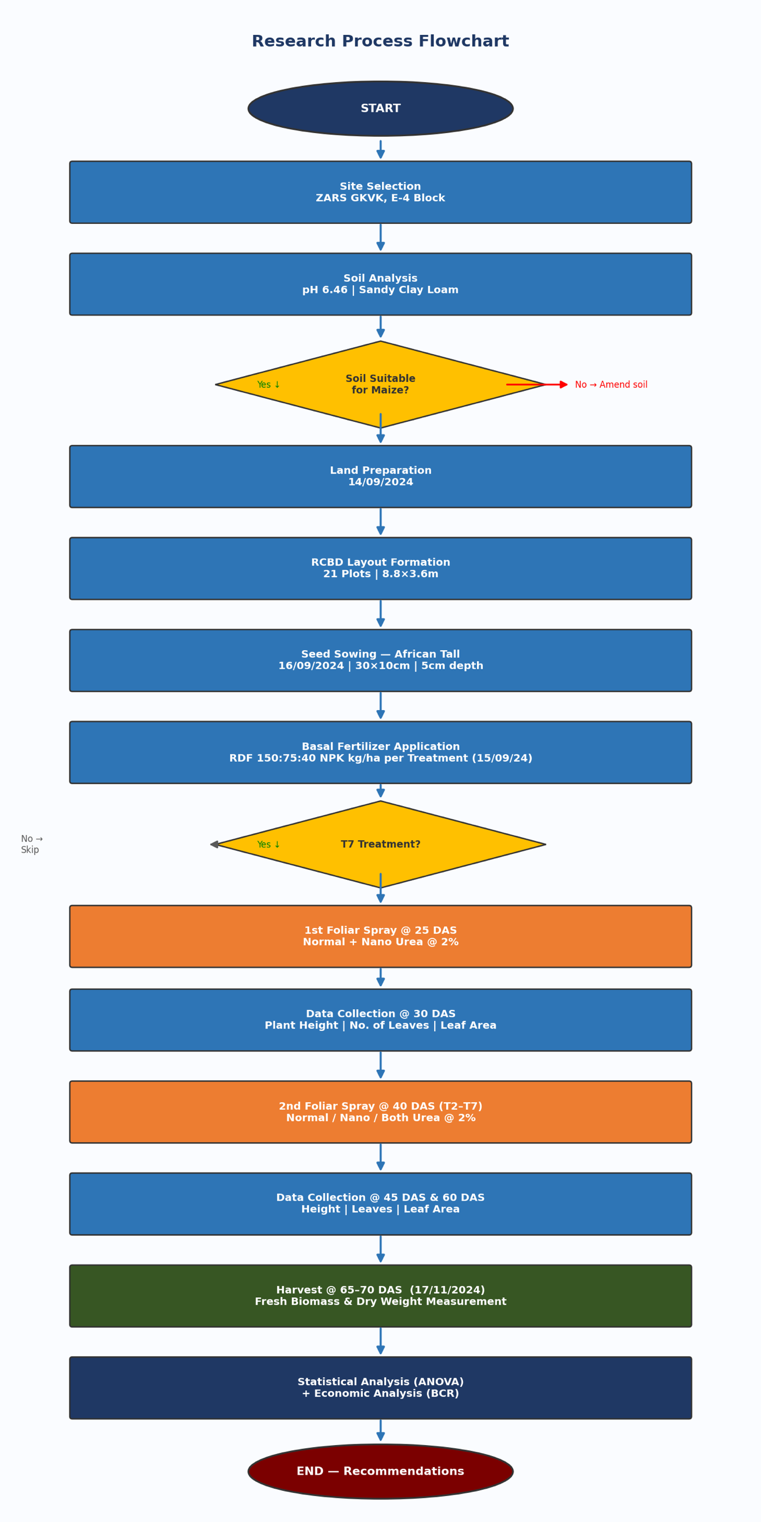 Research Process Flowchart
START
Site Selection
ZARS GKVK, E-4 Block
Soil Analysis
pH 6.46 | Sandy Clay Loam
Soil Suitable
for Maize?
Yes ↓
No → Amend soil
Land Preparation
14/09/2024
RCBD Layout Formation
21 Plots | 8.8×3.6m
Seed Sowing — African Tall
16/09/2024 | 30×10cm | 5cm depth
Basal Fertilizer Application
RDF 150:75:40 NPK kg/ha per Treatment (15/09/24)
No →
Skip
Yes ↓
T7 Treatment?
1st Foliar Spray @ 25 DAS
Normal + Nano Urea @ 2%
Data Collection @ 30 DAS
Plant Height | No. of Leaves | Leaf Area
2nd Foliar Spray @ 40 DAS (T2–T7)
Normal / Nano / Both Urea @ 2%
Data Collection @ 45 DAS & 60 DAS
Height | Leaves | Leaf Area
Harvest @ 65–70 DAS (17/11/2024)
Fresh Biomass & Dry Weight Measurement
Statistical Analysis (ANOVA)
+ Economic Analysis (BCR)
END — Recommendations